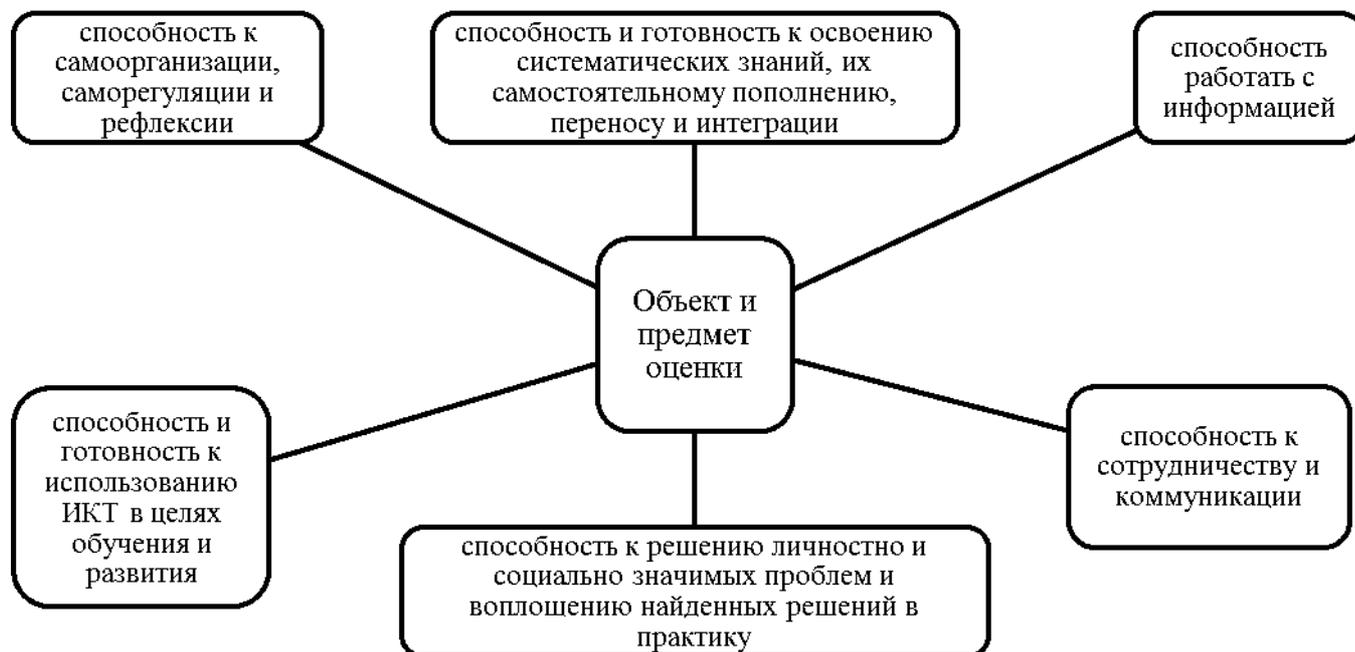 способность к
самоорганизации,
саморегуляции и
рефлексии
способность и готовность к освоению
систематических знаний, их
самостоятельному пополнению,
переносу и интеграции
способность
работать с
информацией
Объект и
предмет
оценки
способность и
готовность к
использованию
ИКТ в целях
обучения и
развития
способность к решению личностно и
социально значимых проблем и
воплошению найденных решений в
практику
способность к
сотрудничеству и
коммуникации